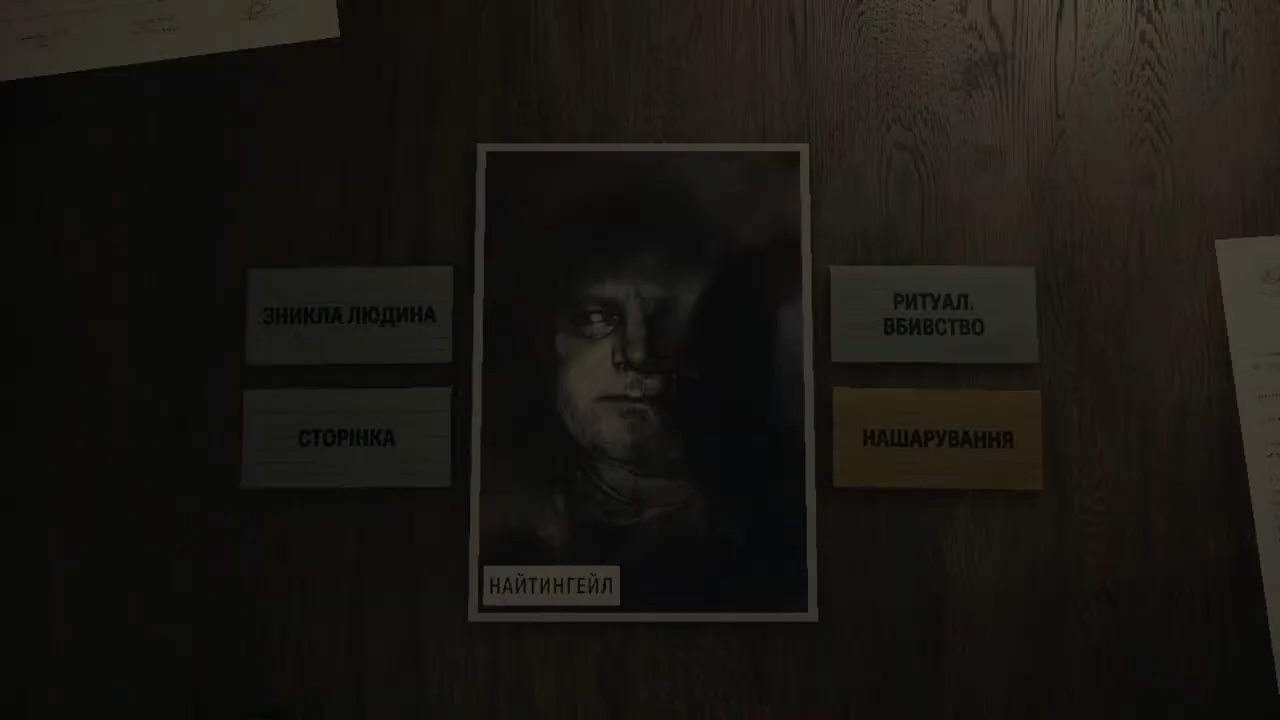 ЗНИКЛА ЛЮДИНА
СТОРІНКА
НАЙТИНГЕЙЛ
РИТУАЛ.
ВБИВСТВО
НАШАРУВАННЯ